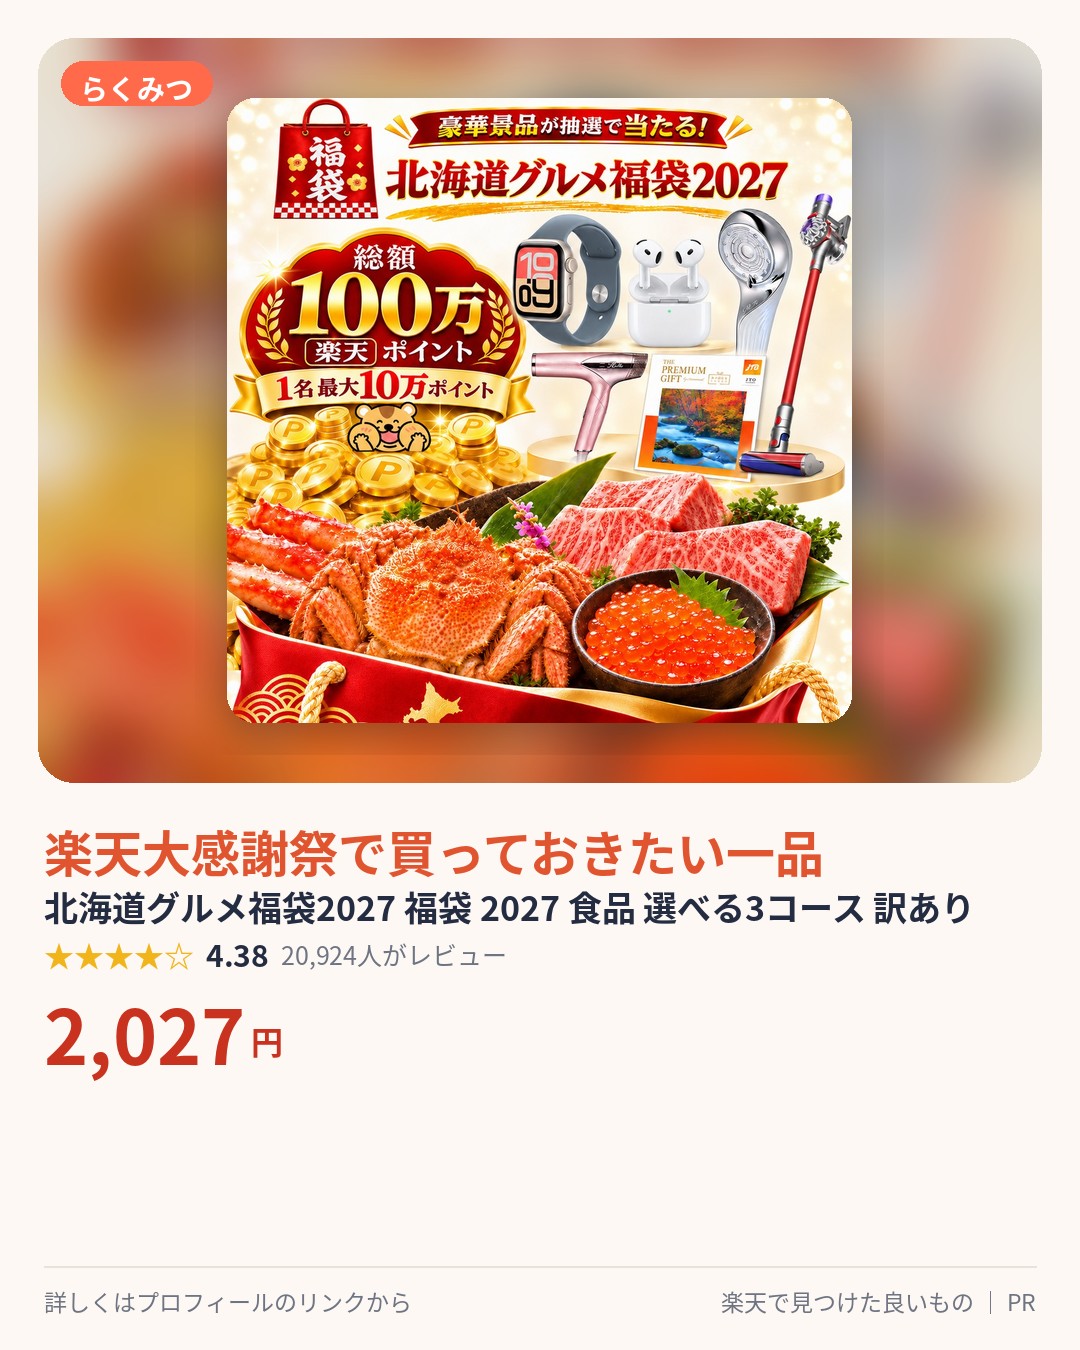 らくみつ
豪華景品が抽選で当たる!
福袋
北海道グルメ福袋2027
総額
100万
楽天 ポイント
1名最大10万ポイント
THE
PREMIUM
GIFT
JTB
楽天大感謝祭で買っておきたい一品
北海道グルメ福袋2027 福袋 2027 食品 選べる3コース 訳あり
★★★★☆ 4.38 20,924人がレビュー
2,027円
詳しくはプロフィールのリンクから
楽天で見つけた良いもの | PR